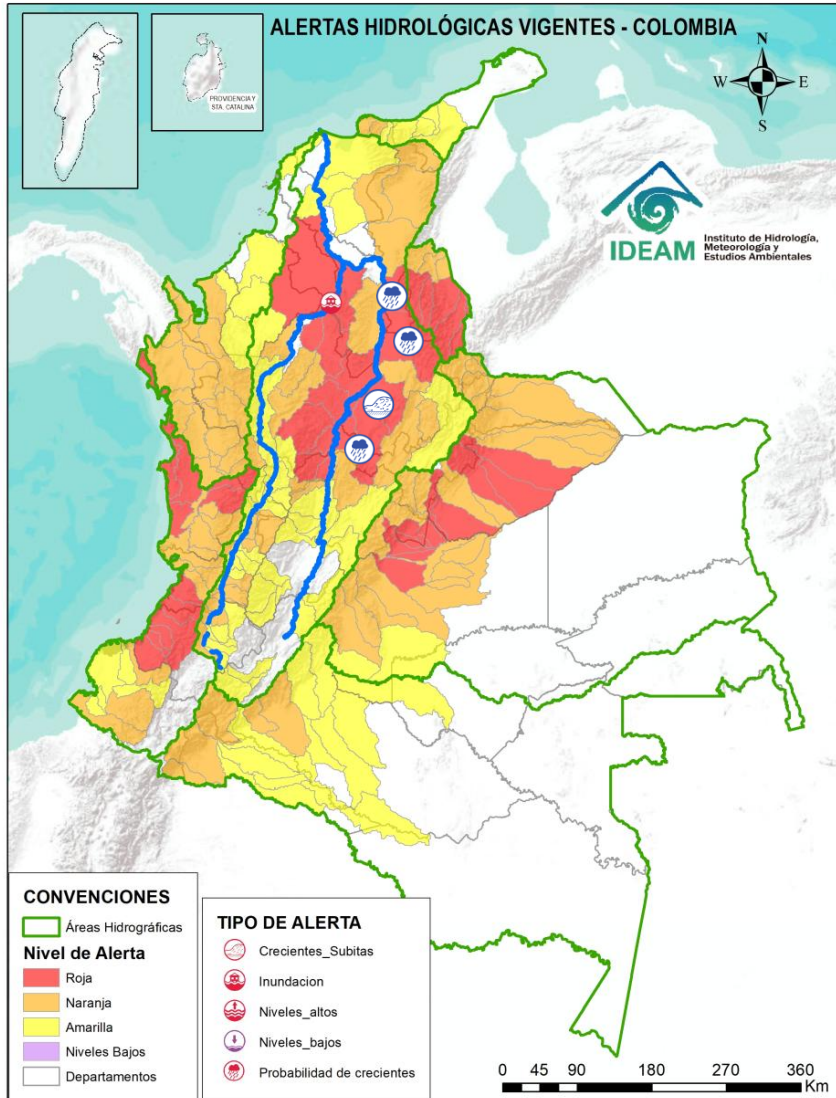 ALERTAS HIDROLÓGICAS VIGENTES - COLOMBIA
PROVIDENCIA Y
STA. CATALINA
N
W
E
S
IDEAM
Instituto de Hidrología,
Meteorología y
Estudios Ambientales
CONVENCIONES
Áreas Hidrográficas
Nivel de Alerta
Roja
Naranja
Amarilla
Niveles Bajos
Departamentos
TIPO DE ALERTA
Crecientes_Subitas
Inundacion
Niveles_altos
Niveles_bajos
Probabilidad de crecientes
0 45 90 180 270 360
Km